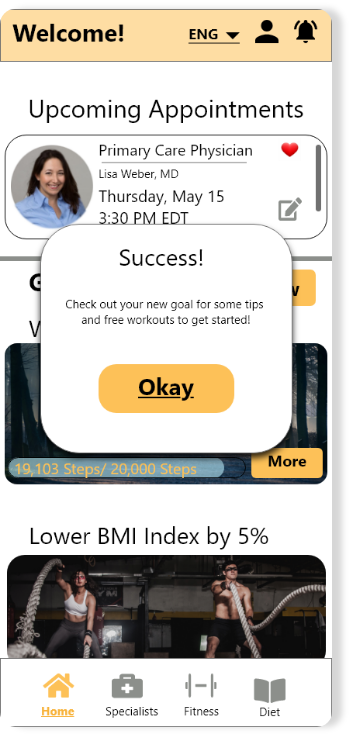 Welcome!
ENG
Upcoming Appointments
Primary Care Physician
Lisa Weber, MD
Thursday, May 15
3:30 PM EDT
Success!
Check out your new goal for some tips
and free workouts to get started!
Okay
19,103 Steps/ 20,000 Steps
More
Lower BMI Index by 5%
Home
Specialists
Fitness
Diet